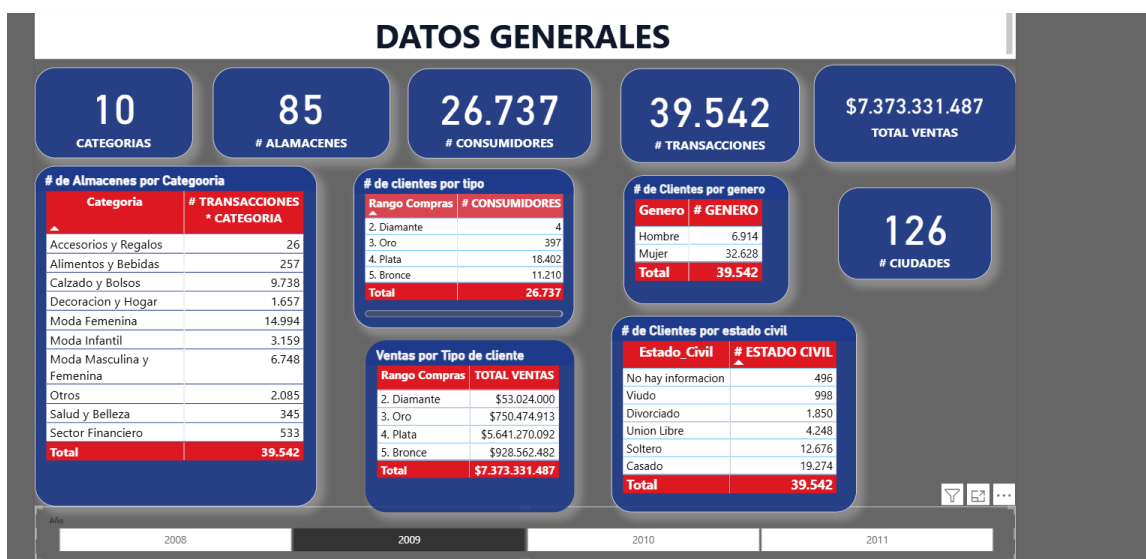 DATOS GENERALES
10
CATEGORIAS
85
# ALAMACENES
26.737
# CONSUMIDORES
39.542
# TRANSACCIONES
$7.373.331.487
TOTAL VENTAS
# de Almacenes por Categooria
Categoria # TRANSACCIONES
* CATEGORIA
Accesorios y Regalos 26
Alimentos y Bebidas 257
Calzado y Bolsos 9.738
Decoracion y Hogar 1.657
Moda Femenina 14.994
Moda Infantil 3.159
Moda Masculina y 6.748
Femenina
Otros 2.085
Salud y Belleza 345
Sector Financiero 533
Total 39.542
# de clientes por tipo
Rango Compras # CONSUMIDORES
2. Diamante 4
3. Oro 397
4. Plata 18.402
5. Bronce 11.210
Total 26.737
# de Clientes por genero
Genero # GENERO
Hombre 6.914
Mujer 32.628
Total 39.542
126
# CIUDADES
Ventas por Tipo de cliente
Rango Compras TOTAL VENTAS
2. Diamante $53.024.000
3. Oro $750.474.913
4. Plata $5.641.270.092
5. Bronce $928.562.482
Total $7.373.331.487
# de Clientes por estado civil
Estado_Civil # ESTADO CIVIL
No hay informacion 496
Viudo 998
Divorciado 1.850
Union Libre 4.248
Soltero 12.676
Casado 19.274
Total 39.542
Año
2008 2009 2010 2011